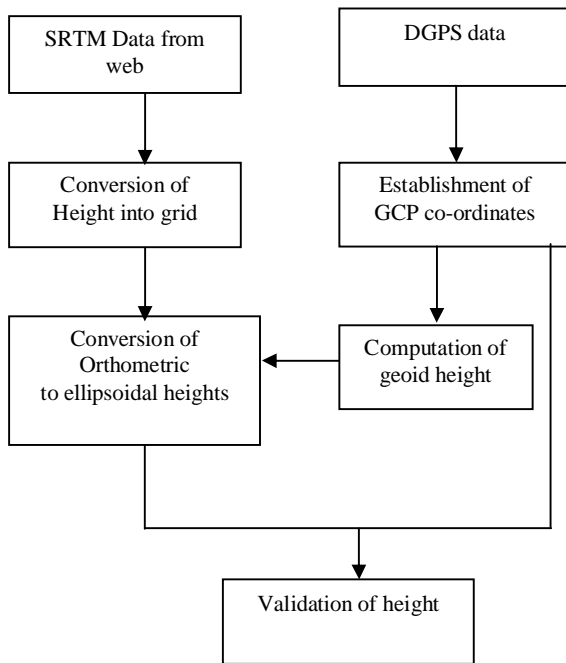 SRTM Data from
web
DGPS data
Conversion of
Height into grid
Establishment of
GCP co-ordinates
Conversion of
Orthometric
to ellipsoidal heights
Computation of
geoid height
Validation of height